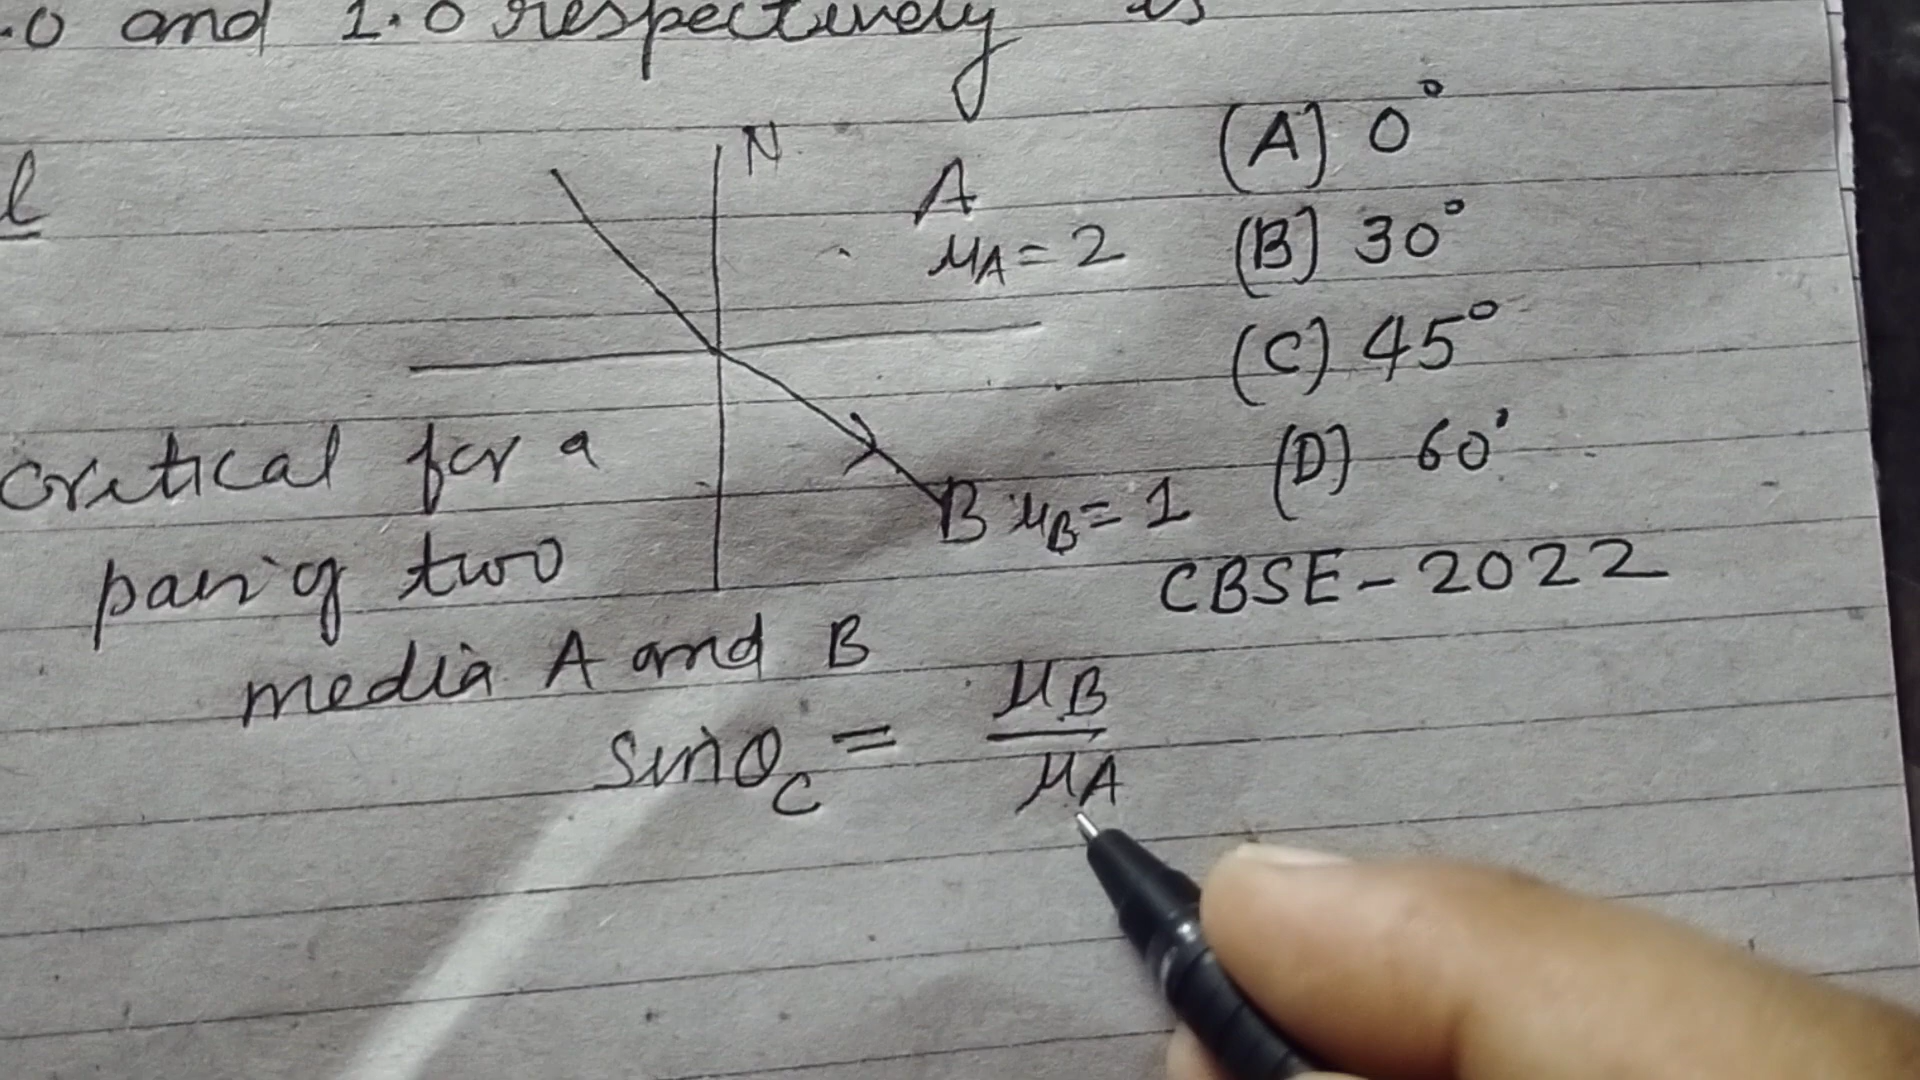 .0 and 1.0 respectively is
l
N
A
μA = 2
(A) 0°
(B) 30°
(C) 45°
(D) 60°
B μB = 1
CBSE - 2022
critical for a
pair of two
media A and B
sinθc = μB
μA